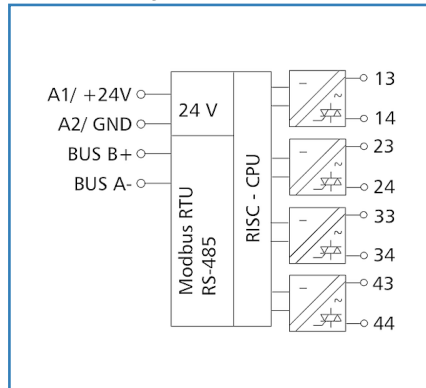 A1/ +24V
A2/ GND
BUS B+
BUS A-
24 V
Modbus RTU
RS-485
RISC - CPU
13
14
23
24
33
34
43
44